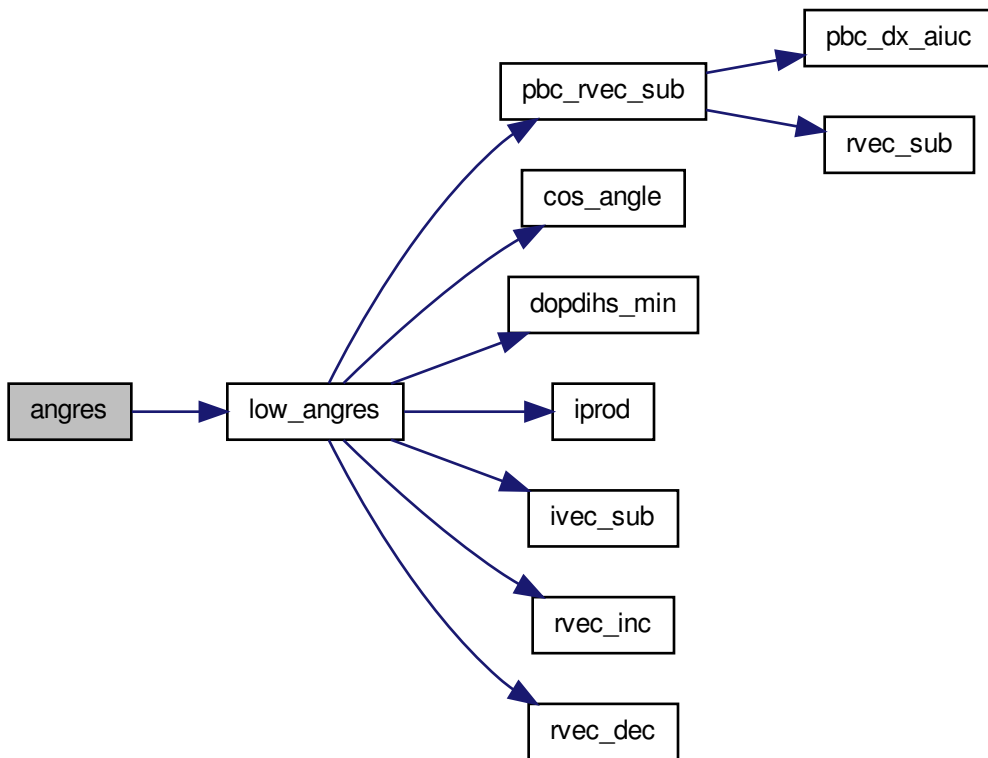 pbc_dx_aiuc
pbc_rvec_sub
rvec_sub
cos_angle
dopdihs_min
angres
low_angres
iprod
ivec_sub
rvec_inc
rvec_dec